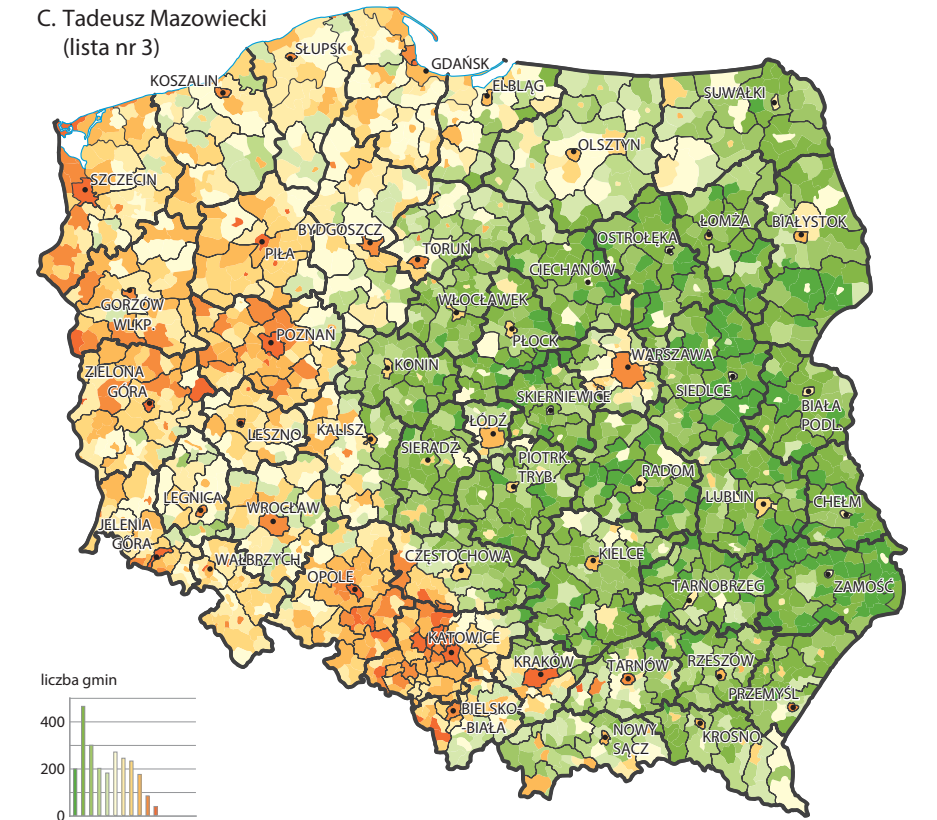 C. Tadeusz Mazowiecki
(lista nr 3)
SŁUPSK
GDAŃSK
KOSZALIN
ELBLĄG
SUWAŁKI
OLSZTYN
SZCZECIN
ŁOMŻA
BIAŁYSTOK
BYDGOSZCZ
OSTROŁĘKA
PIŁA
TORUŃ
CIECHANÓW
GORZÓW
WLKP.
WŁOCŁAWEK
POZNAŃ
PŁOCK
WARSZAWA
ZIELONA
GÓRA
KONIN
SKIERNIEWICE
SIEDLCE
BIAŁA
PODL.
LESZNO
KALISZ
ŁÓDŹ
SIERADZ
PIOTRK.
TRYB.
RADOM
LEGNICA
WROCŁAW
LUBLIN
CHEŁM
JELENIA
GÓRA
WAŁBRZYCH
CZĘSTOCHOWA
KIELCE
OPOLE
TARNOBRZEG
ZAMOŚĆ
KATOWICE
KRAKÓW
TARNÓW
RZESZÓW
PRZEMYŚL
BIELSKO-
-BIAŁA
NOWY
SĄCZ
KROSNO
liczba gmin
400
200
0